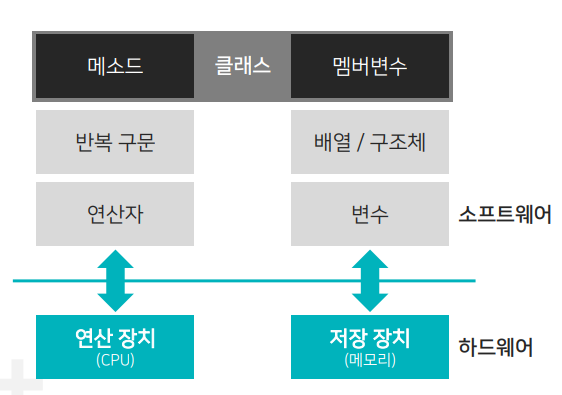 메소드
클래스
멤버변수
반복 구문
배열 / 구조체
연산자
변수
소프트웨어
연산 장치
(CPU)
저장 장치
(메모리)
하드웨어